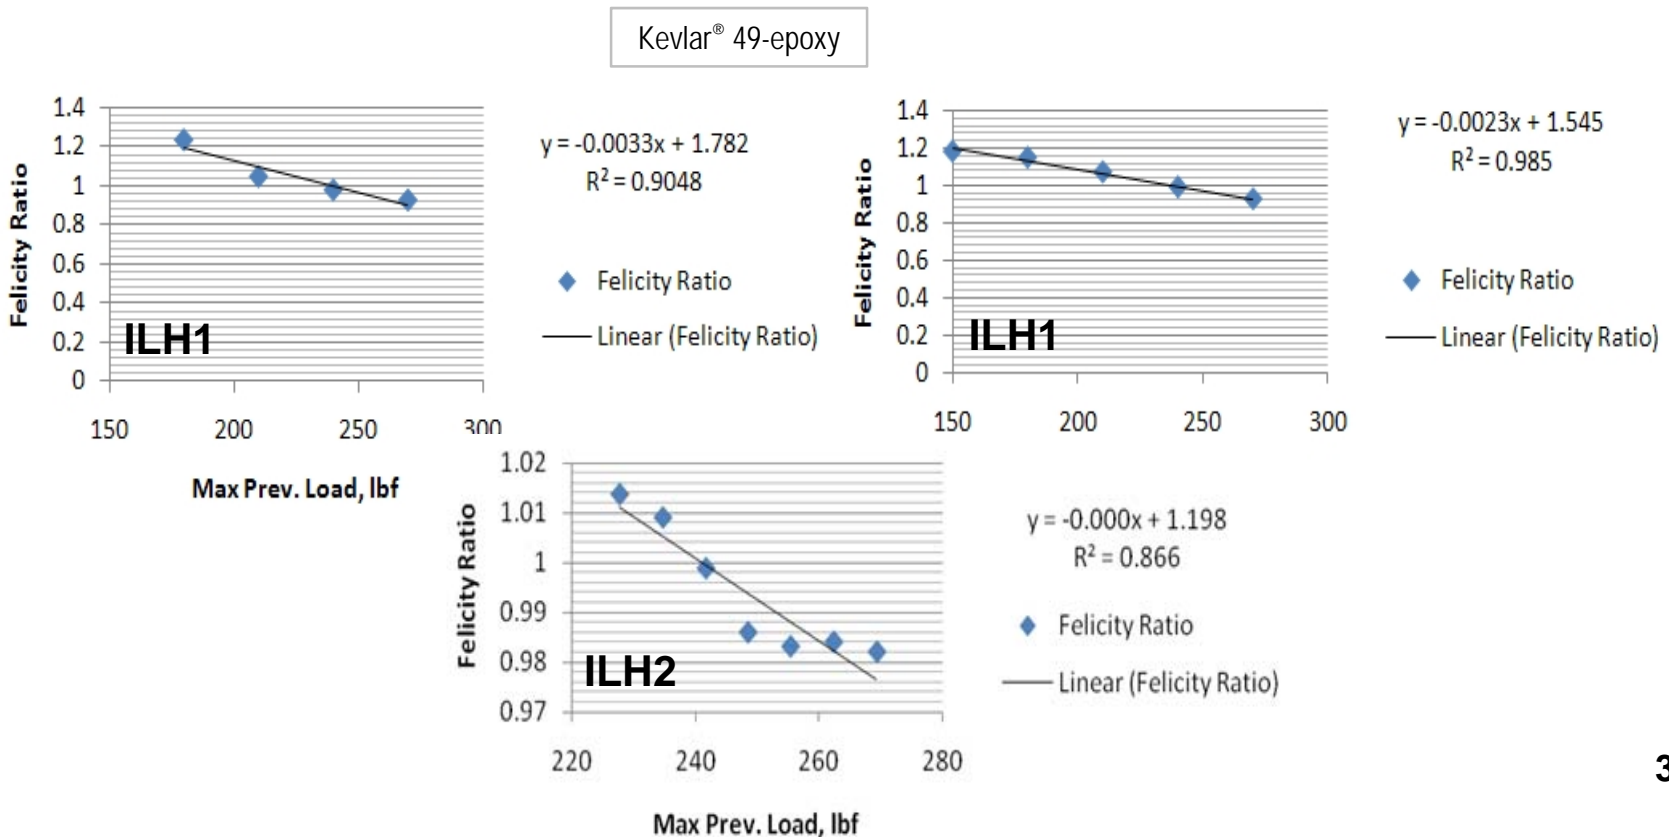 Kevlar® 49-epoxy
1.4
1.2
1
0.8
0.6
0.4
0.2
0
Felicity Ratio
ILH1
150 200 250 300
Max Prev. Load, lbf
y = -0.0033x + 1.782
R² = 0.9048
Felicity Ratio
Linear (Felicity Ratio)
1.4
1.2
1
0.8
0.6
0.4
0.2
0
Felicity Ratio
ILH1
150 200 250 300
y = -0.0023x + 1.545
R² = 0.985
Felicity Ratio
Linear (Felicity Ratio)
1.02
1.01
1
0.99
0.98
0.97
Felicity Ratio
ILH2
220 240 260 280
Max Prev. Load, lbf
y = -0.000x + 1.198
R² = 0.866
Felicity Ratio
Linear (Felicity Ratio)
3